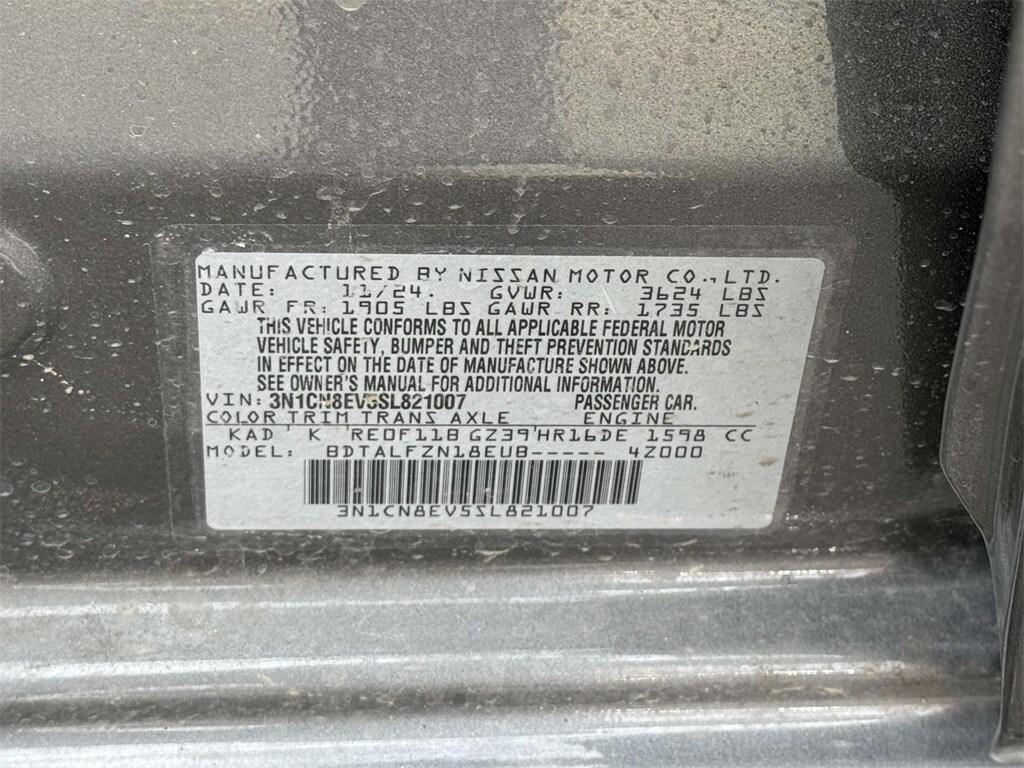 MANUFACTURED BY NISSAN MOTOR CO., LTD.
DATE: 11/24. GVWR: 3624 LBS
GAWR FR: 1905 LBS GAWR RR: 1735 LBS
THIS VEHICLE CONFORMS TO ALL APPLICABLE FEDERAL MOTOR
VEHICLE SAFETY, BUMPER AND THEFT PREVENTION STANDARDS
IN EFFECT ON THE DATE OF MANUFACTURE SHOWN ABOVE.
SEE OWNER'S MANUAL FOR ADDITIONAL INFORMATION.
VIN: 3N1CN8EV5SL821007 PASSENGER CAR.
COLOR TRIM TRANS AXLE ENGINE
KAD ' K 'RE0F11B GZ39'HR16DE 1598 CC
MODEL: BDTALFZN18EUB----- 4Z000
3N1CN8EV5SL821007